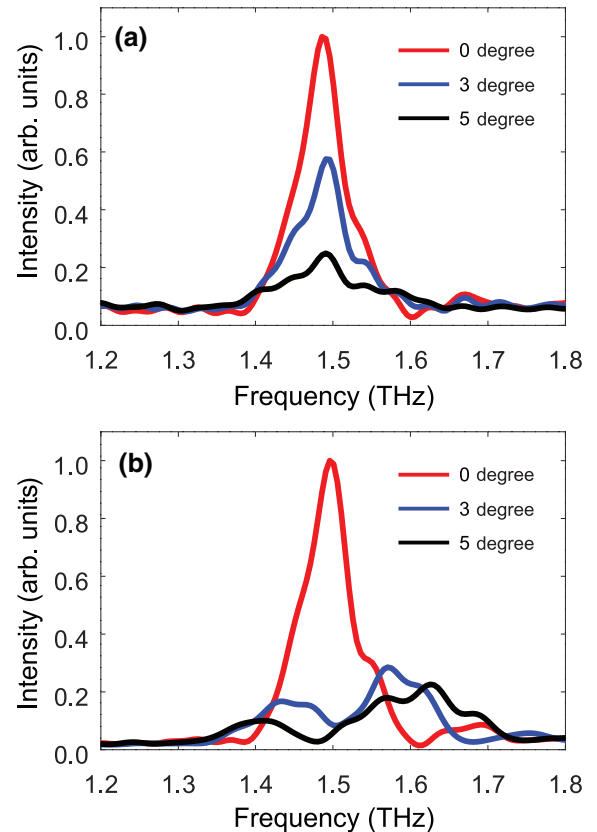 (a)
Intensity (arb. units)
1.0
0.8
0.6
0.4
0.2
0.0
0 degree
3 degree
5 degree
1.2 1.3 1.4 1.5 1.6 1.7 1.8
Frequency (THz)
(b)
Intensity (arb. units)
1.0
0.8
0.6
0.4
0.2
0.0
0 degree
3 degree
5 degree
1.2 1.3 1.4 1.5 1.6 1.7 1.8
Frequency (THz)